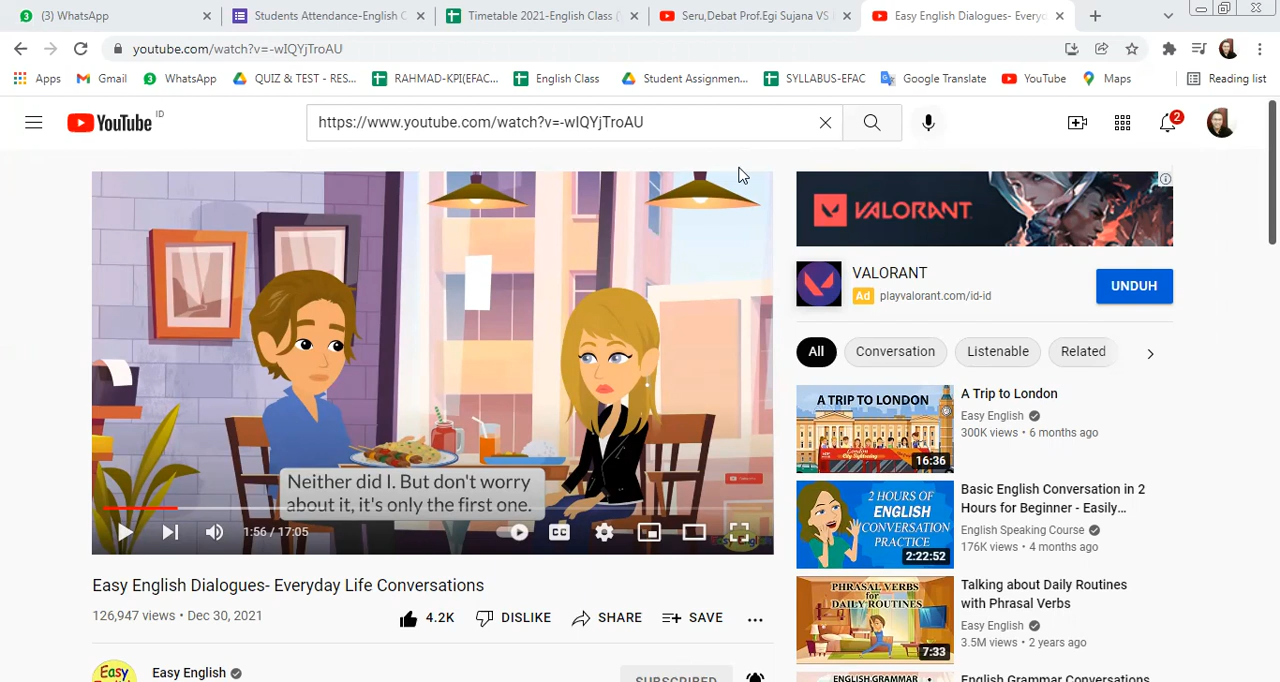 (3) WhatsApp
Students Attendance-English C
Timetable 2021-English Class (
Seru,Debat Prof.Egi Sujana VS
Easy English Dialogues- Everyd
youtube.com/watch?v=-wIQYjTroAU
Apps
Gmail
WhatsApp
QUIZ & TEST - RES...
RAHMAD-KPI(EFAC...
English Class
Student Assignmen...
SYLLABUS-EFAC
Google Translate
YouTube
Maps
Reading list
YouTube ID
https://www.youtube.com/watch?v=-wIQYjTroAU
2
VALORANT
VALORANT
Ad playvalorant.com/id-id
UNDUH
All
Conversation
Listenable
Related
Neither did I. But don't worry
about it, it's only the first one.
1:56 / 17:05
CC
Easy English Dialogues- Everyday Life Conversations
126,947 views • Dec 30, 2021
4.2K
DISLIKE
SHARE
SAVE
Easy
Easy English
SUBSCRIBED
A TRIP TO LONDON
16:36
A Trip to London
Easy English
300K views • 6 months ago
2 HOURS OF
ENGLISH
CONVERSATION
PRACTICE
2:22:52
Basic English Conversation in 2
Hours for Beginner - Easily...
English Speaking Course
176K views • 4 months ago
PHRASAL VERBS
for
DAILY ROUTINES
7:33
Talking about Daily Routines
with Phrasal Verbs
Easy English
3.5M views • 2 years ago
ENGLISH GRAMMAR
English Grammar Conversations